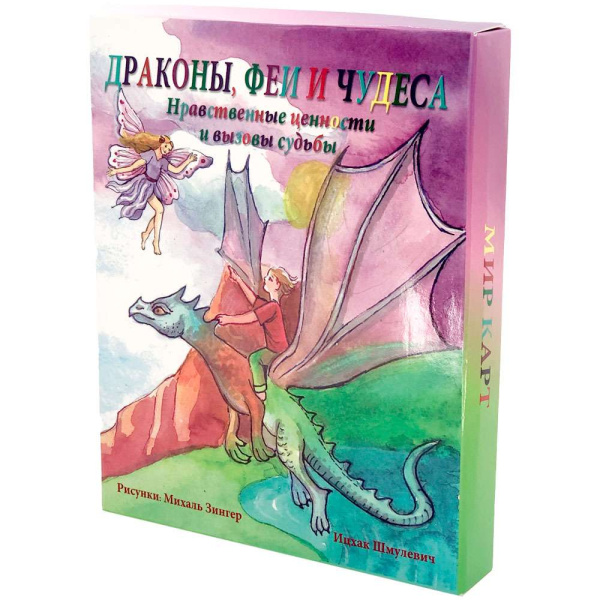 ДРАКОНЫ, ФЕИ И ЧУДЕСА
Нравственные ценности
и вызовы судьбы
МИР КАРТ
Рисунки: Михаль Зингер
Ицхак Шмулевич